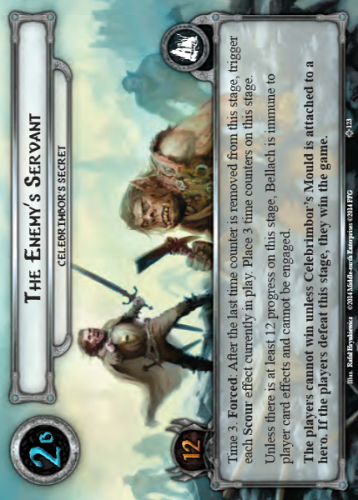 2B
THE ENEMY'S SERVANT
CELEBRIMBOR'S SECRET
12
Time 3. Forced: After the last time counter is removed from this stage, trigger
each Scour effect currently in play. Place 3 time counters on this stage.
Unless there is at least 12 progress on this stage, Bellach is immune to
player card effects and cannot be engaged.
The players cannot win unless Celebrimbor's Mould is attached to a
hero. If the players defeat this stage, they win the game.
Illus. Rafał Hrynkiewicz ©2014 Middle-earth Enterprises ©2014 FFG 123